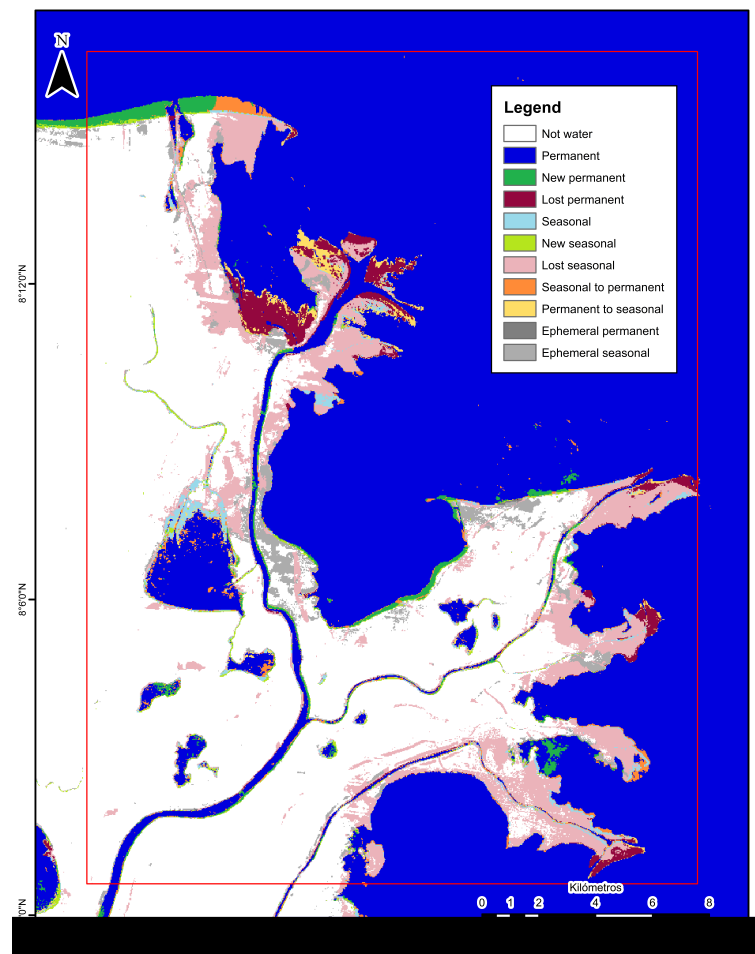 N
Legend
Not water
Permanent
New permanent
Lost permanent
Seasonal
New seasonal
Lost seasonal
Seasonal to permanent
Permanent to seasonal
Ephemeral permanent
Ephemeral seasonal
8°12'0"N
8°6'0"N
0"N
Kilómetros
0 1 2 4 6 8